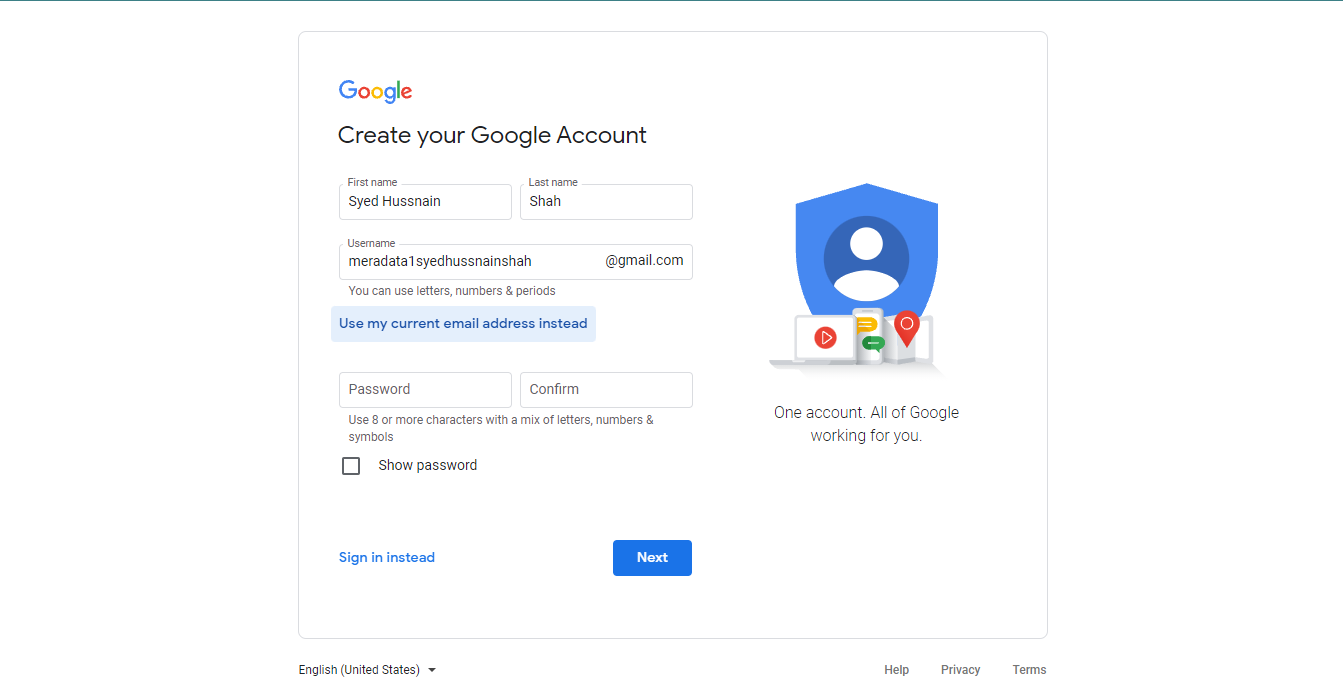 Google
Create your Google Account
First name
Syed Hussnain
Last name
Shah
Username
meradata1syedhussnainshah
@gmail.com
You can use letters, numbers & periods
Use my current email address instead
Password
Confirm
Use 8 or more characters with a mix of letters, numbers &
symbols
Show password
Sign in instead
Next
One account. All of Google
working for you.
English (United States)
Help
Privacy
Terms